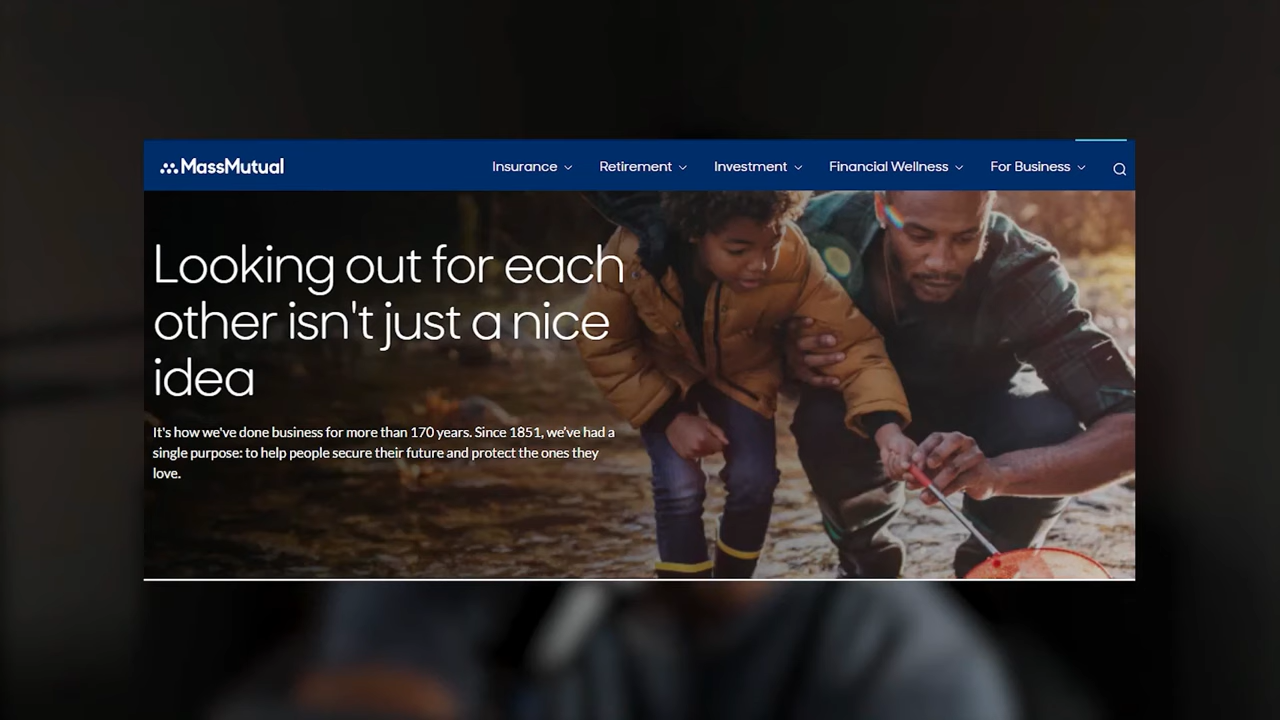 MassMutual
Insurance
Retirement
Investment
Financial Wellness
For Business
Looking out for each
other isn't just a nice
idea
It's how we've done business for more than 170 years. Since 1851, we've had a
single purpose: to help people secure their future and protect the ones they
love.